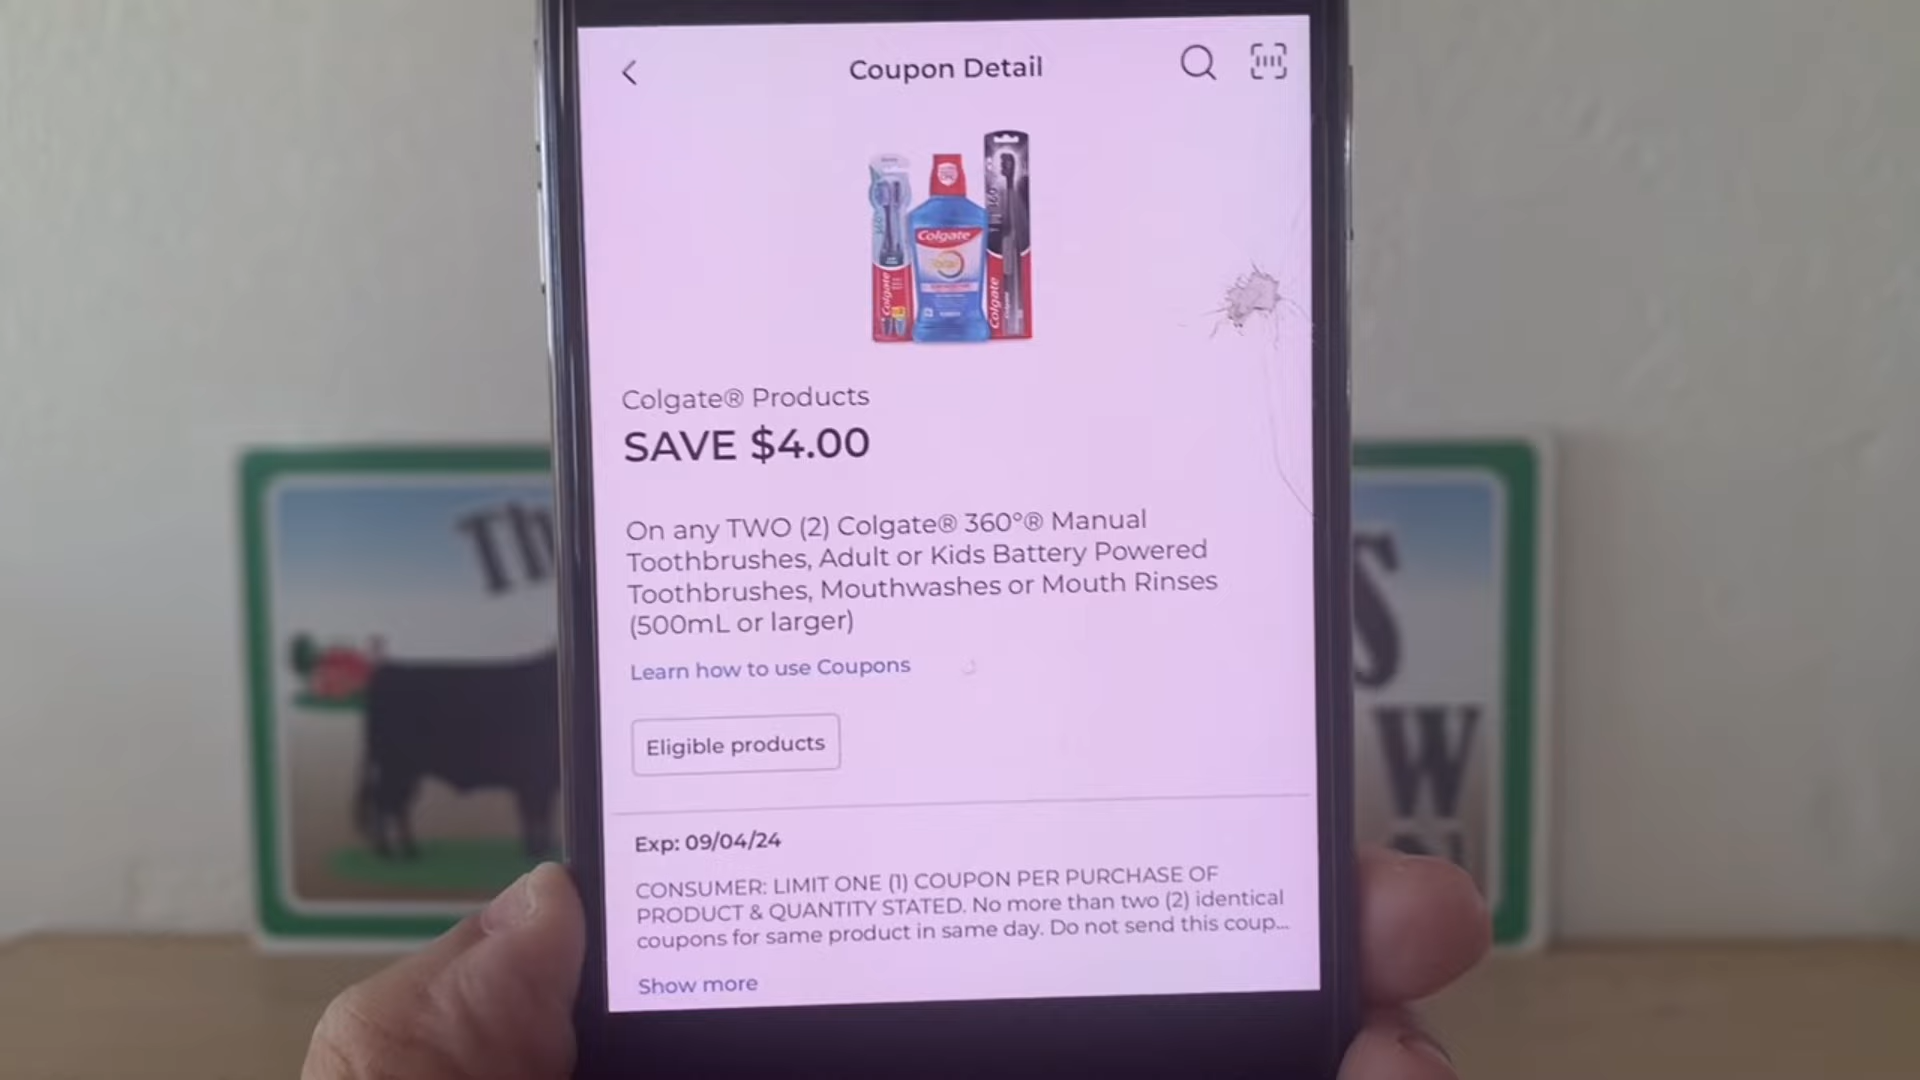 Coupon Detail
Colgate
Colgate
Colgate
Colgate® Products
SAVE $4.00
On any TWO (2) Colgate® 360°® Manual
Toothbrushes, Adult or Kids Battery Powered
Toothbrushes, Mouthwashes or Mouth Rinses
(500mL or larger)
Learn how to use Coupons
Eligible products
Exp: 09/04/24
CONSUMER: LIMIT ONE (1) COUPON PER PURCHASE OF
PRODUCT & QUANTITY STATED. No more than two (2) identical
coupons for same product in same day. Do not send this coup...
Show more